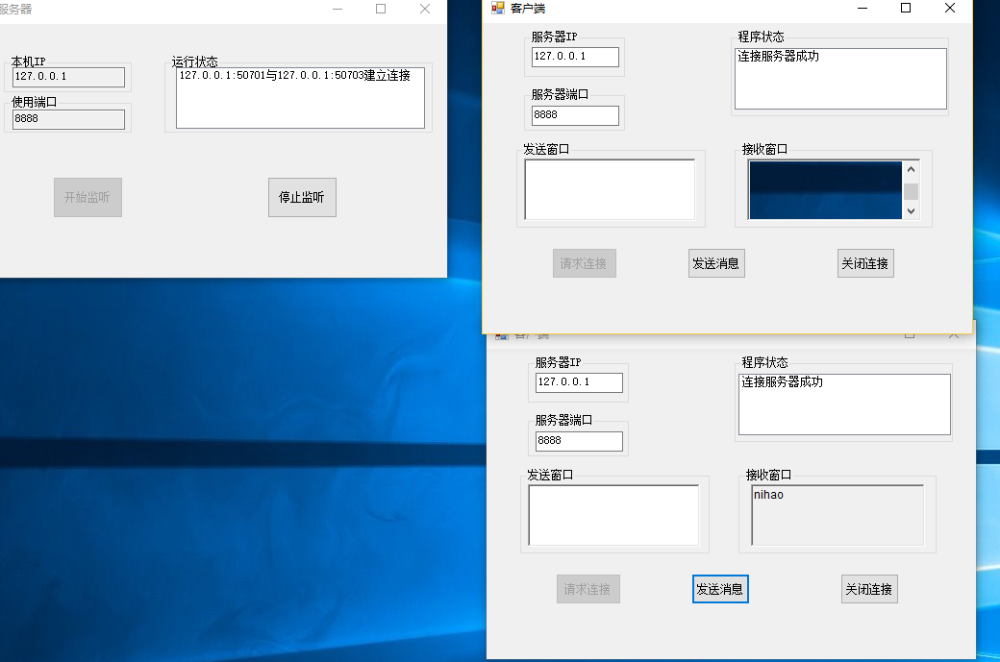 服务器
本机IP
127.0.0.1
使用端口
8888
运行状态
127.0.0.1:50701与127.0.0.1:50703建立连接
开始监听
停止监听
客户端
服务器IP
127.0.0.1
服务器端口
8888
程序状态
连接服务器成功
发送窗口
接收窗口
请求连接
发送消息
关闭连接
客户端
服务器IP
127.0.0.1
服务器端口
8888
程序状态
连接服务器成功
发送窗口
接收窗口
nihao
请求连接
发送消息
关闭连接